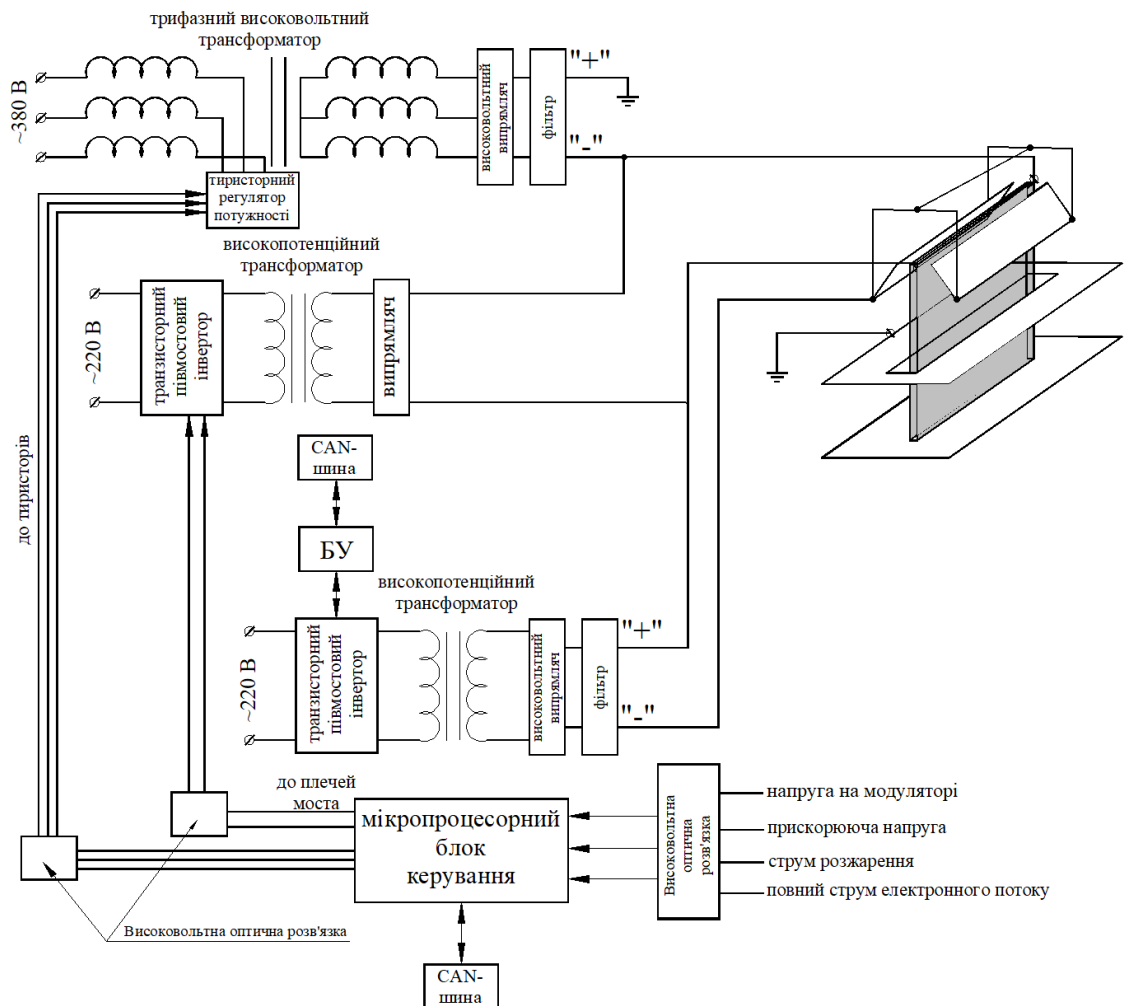 трифазний високовольтний
трансформатор
~380 В
високовольтний
випрямляч
фільтр
"+"
"-"
тиристорний
регулятор
потужності
високопотенційний
трансформатор
~220 В
транзисторний
півмостовий
інвертор
випрямляч
до тиристорів
CAN-
шина
БУ
високопотенційний
трансформатор
~220 В
транзисторний
півмостовий
інвертор
високовольтний
випрямляч
фільтр
"+"
"-"
до плечей
моста
мікропроцесорний
блок
керування
Високовольтна
оптична
розв'язка
напруга на модуляторі
прискорююча напруга
струм розжарення
повний струм електронного потоку
Високовольтна оптична розв'язка
CAN-
шина